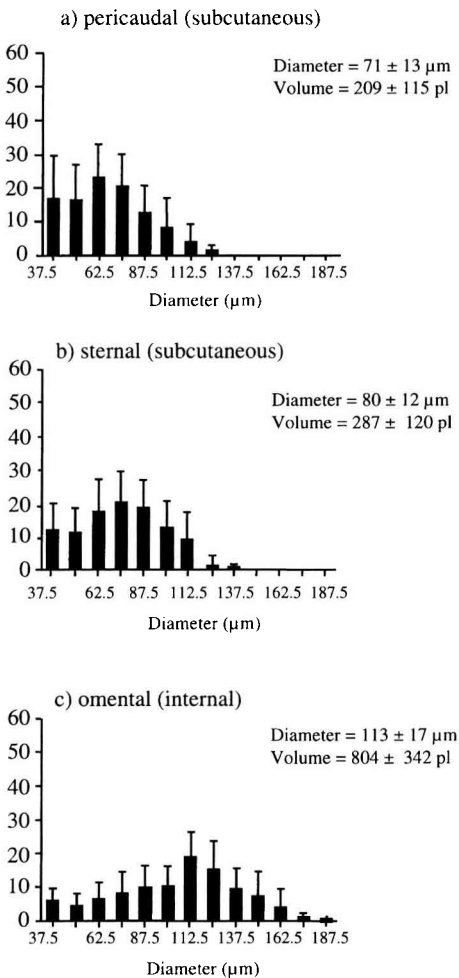 a) pericaudal (subcutaneous)
Diameter = 71 ± 13 µm
Volume = 209 ± 115 pl
60
50
40
30
20
10
0
37.5 62.5 87.5 112.5 137.5 162.5 187.5
Diameter (µm)
b) sternal (subcutaneous)
Diameter = 80 ± 12 µm
Volume = 287 ± 120 pl
60
50
40
30
20
10
0
37.5 62.5 87.5 112.5 137.5 162.5 187.5
Diameter (µm)
c) omental (internal)
Diameter = 113 ± 17 µm
Volume = 804 ± 342 pl
60
50
40
30
20
10
0
37.5 62.5 87.5 112.5 137.5 162.5 187.5
Diameter (µm)